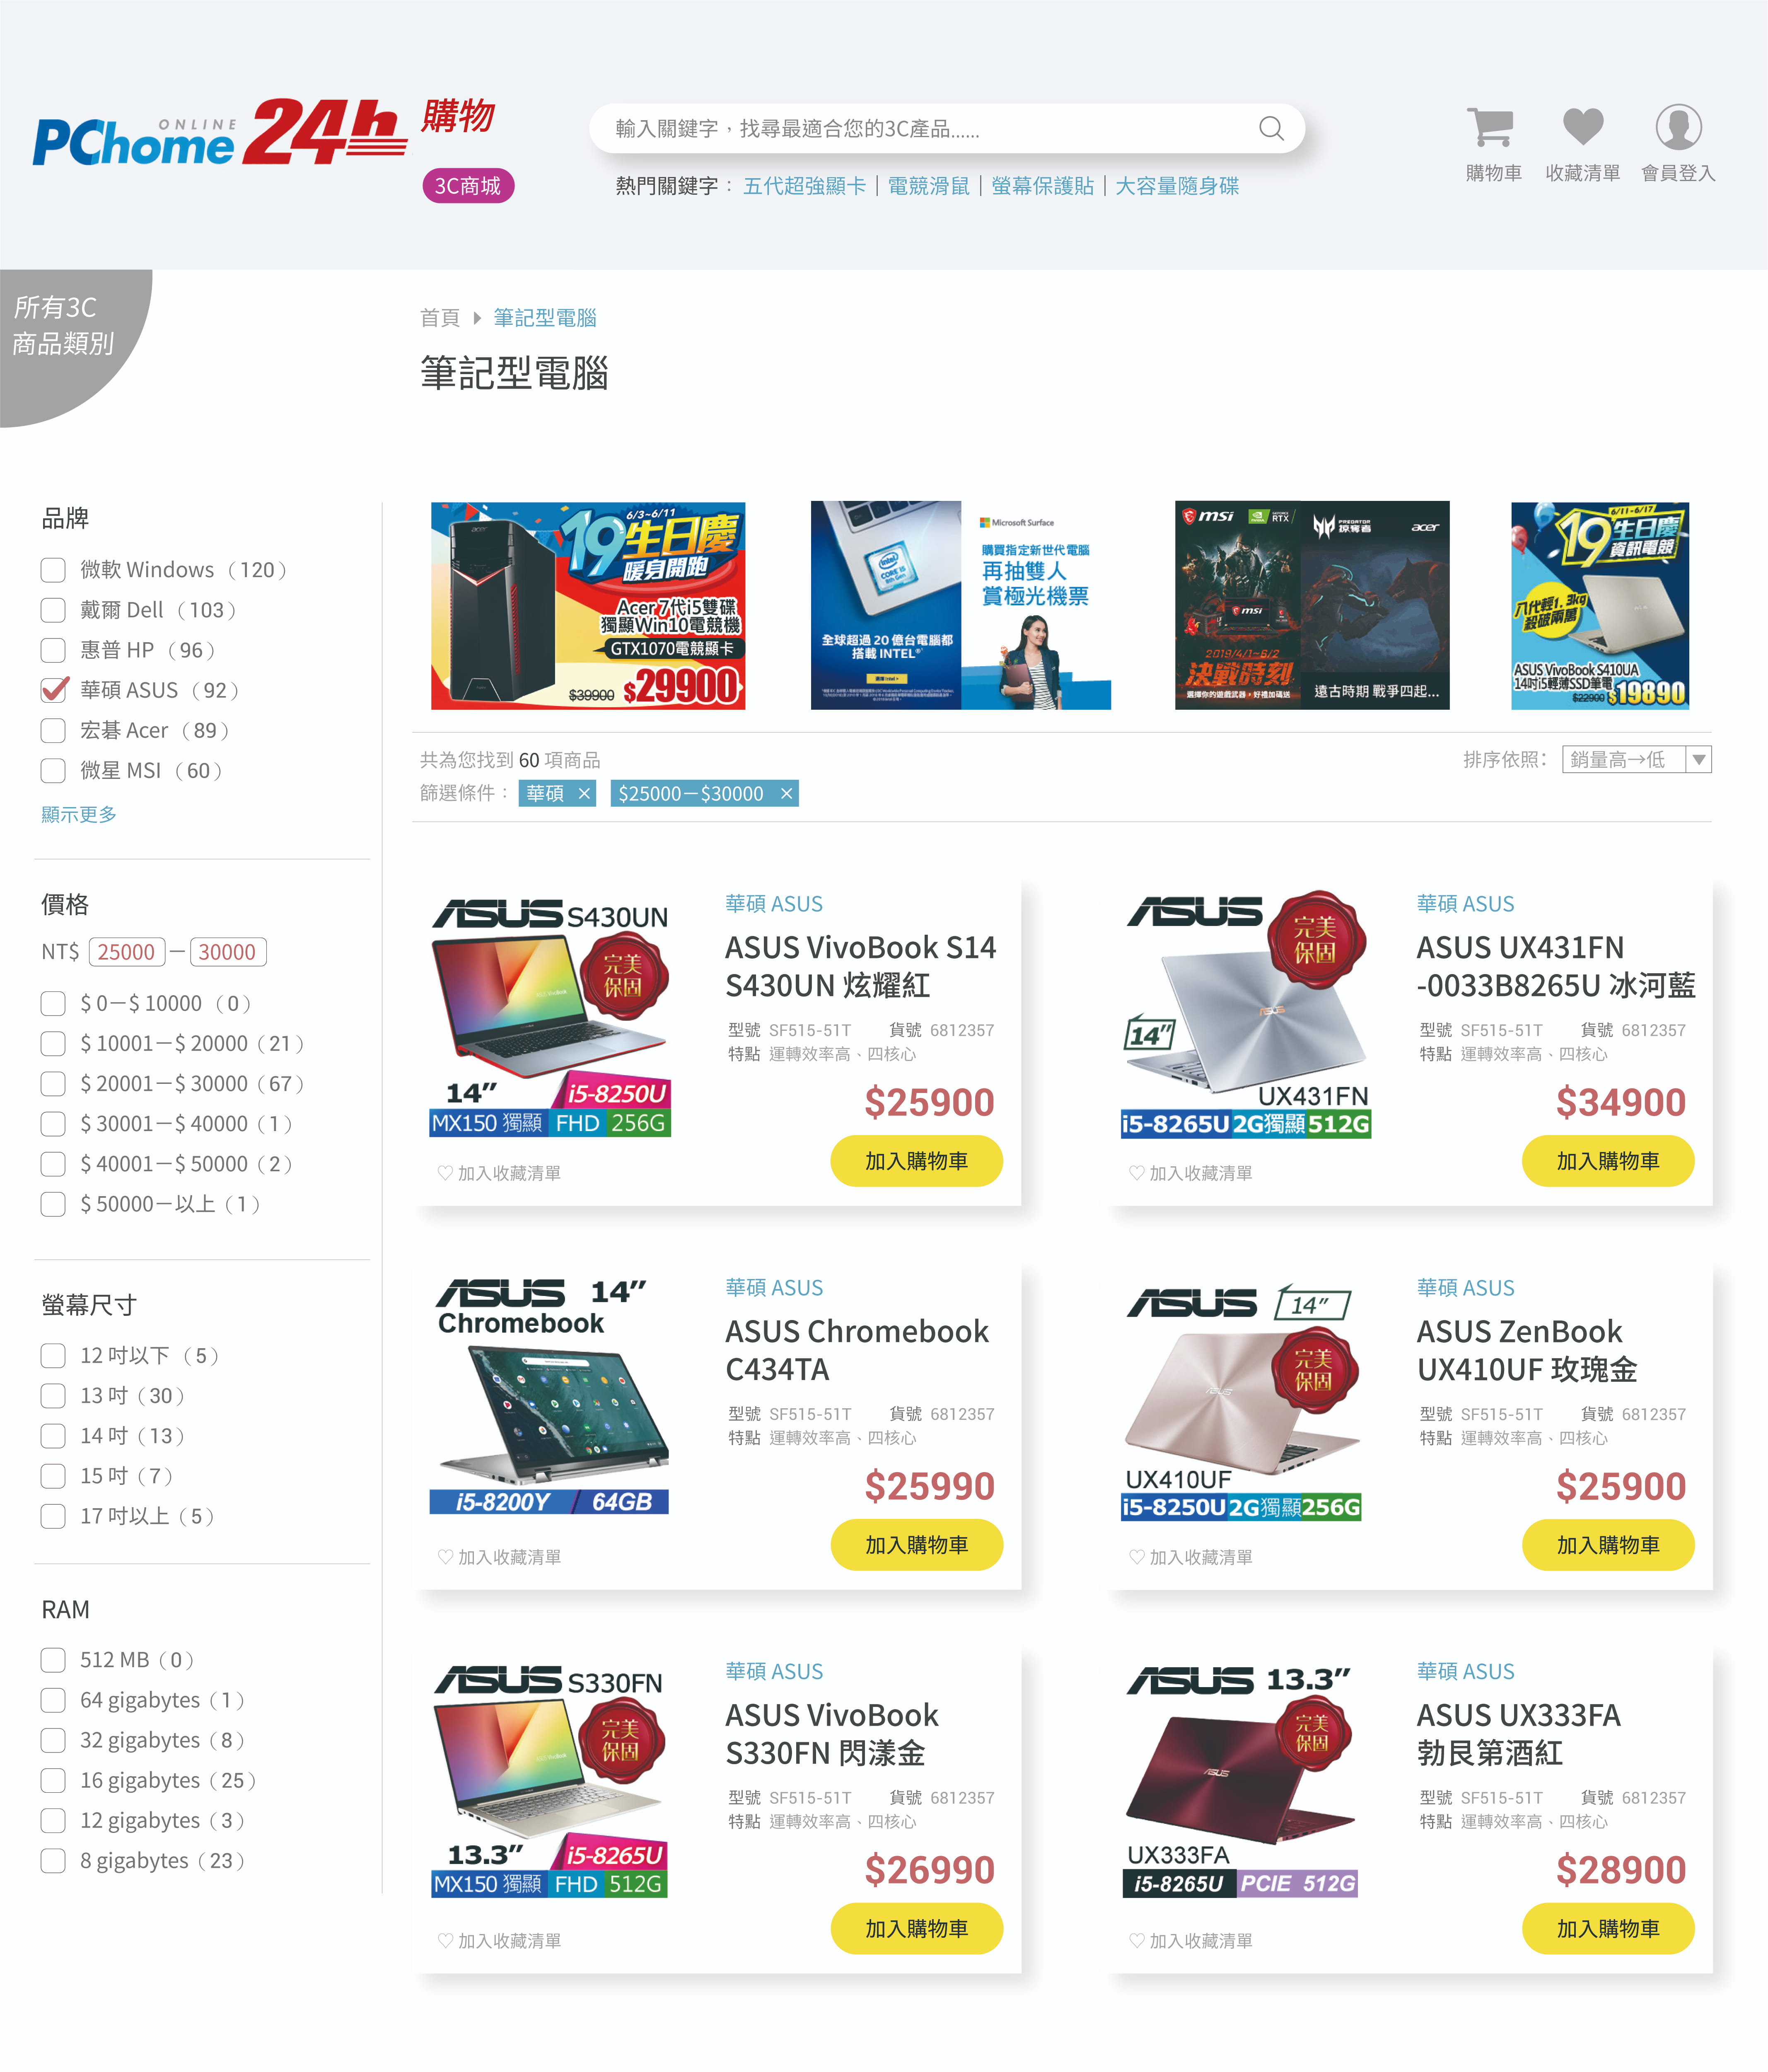 PChome ONLINE 24h 購物
3C商城
輸入關鍵字，找尋最適合您的3C產品......
熱門關鍵字： 五代超強顯卡｜電競滑鼠｜螢幕保護貼｜大容量隨身碟
購物車 收藏清單 會員登入
所有3C
商品類別
首頁 筆記型電腦
筆記型電腦
品牌
微軟 Windows（120）
戴爾 Dell（103）
惠普 HP（96）
華碩 ASUS（92）
宏碁 Acer（89）
微星 MSI（60）
顯示更多
價格
NT$ 25000 － 30000
$ 0－$ 10000（0）
$ 10001－$ 20000（21）
$ 20001－$ 30000（67）
$ 30001－$ 40000（1）
$ 40001－$ 50000（2）
$ 50000－以上（1）
螢幕尺寸
12 吋以下（5）
13 吋（30）
14 吋（13）
15 吋（7）
17 吋以上（5）
RAM
512 MB（0）
64 gigabytes（1）
32 gigabytes（8）
16 gigabytes（25）
12 gigabytes（3）
8 gigabytes（23）
acer
6/3~6/11
19生日慶
暖身開跑
Acer 7代i5雙碟
獨顯Win10電競機
GTX1070電競顯卡
$39900 $29900
intel
CORE i5
8th Gen
全球超過 20 億台電腦都
搭載 INTEL®
Microsoft Surface
購買指定新世代電腦
再抽雙人
賞極光機票
msi
RTX
msi
2019/4/1~6/2
決戰時刻
選擇你的遊戲武器，好禮加碼送
PREDATOR
掠奪者
acer
遠古時期 戰爭四起...
6/11-6/17
19生日慶
資訊電競
八代輕1.3kg
殺破兩萬
ASUS VivoBook S410UA
14吋i5輕薄SSD筆電
$22900 $19890
共為您找到 60 項商品
排序依照： 銷量高→低
篩選條件： 華碩 × $25000－$30000 ×
ASUS S430UN
完美
保固
14”
i5-8250U
MX150 獨顯 FHD 256G
♡ 加入收藏清單
華碩 ASUS
ASUS VivoBook S14
S430UN 炫耀紅
型號 SF515-51T 貨號 6812357
特點 運轉效率高、四核心
$25900
加入購物車
ASUS
完美
保固
14”
UX431FN
i5-8265U 2G獨顯 512G
♡ 加入收藏清單
華碩 ASUS
ASUS UX431FN
-0033B8265U 冰河藍
型號 SF515-51T 貨號 6812357
特點 運轉效率高、四核心
$34900
加入購物車
ASUS 14”
Chromebook
i5-8200Y / 64GB
♡ 加入收藏清單
華碩 ASUS
ASUS Chromebook
C434TA
型號 SF515-51T 貨號 6812357
特點 運轉效率高、四核心
$25990
加入購物車
ASUS 14”
完美
保固
UX410UF
i5-8250U 2G獨顯 256G
♡ 加入收藏清單
華碩 ASUS
ASUS ZenBook
UX410UF 玫瑰金
型號 SF515-51T 貨號 6812357
特點 運轉效率高、四核心
$25900
加入購物車
ASUS S330FN
完美
保固
13.3”
i5-8265U
MX150 獨顯 FHD 512G
♡ 加入收藏清單
華碩 ASUS
ASUS VivoBook
S330FN 閃漾金
型號 SF515-51T 貨號 6812357
特點 運轉效率高、四核心
$26990
加入購物車
ASUS 13.3”
完美
保固
ASUS
UX333FA
i5-8265U PCIE 512G
♡ 加入收藏清單
華碩 ASUS
ASUS UX333FA
勃艮第酒紅
型號 SF515-51T 貨號 6812357
特點 運轉效率高、四核心
$28900
加入購物車